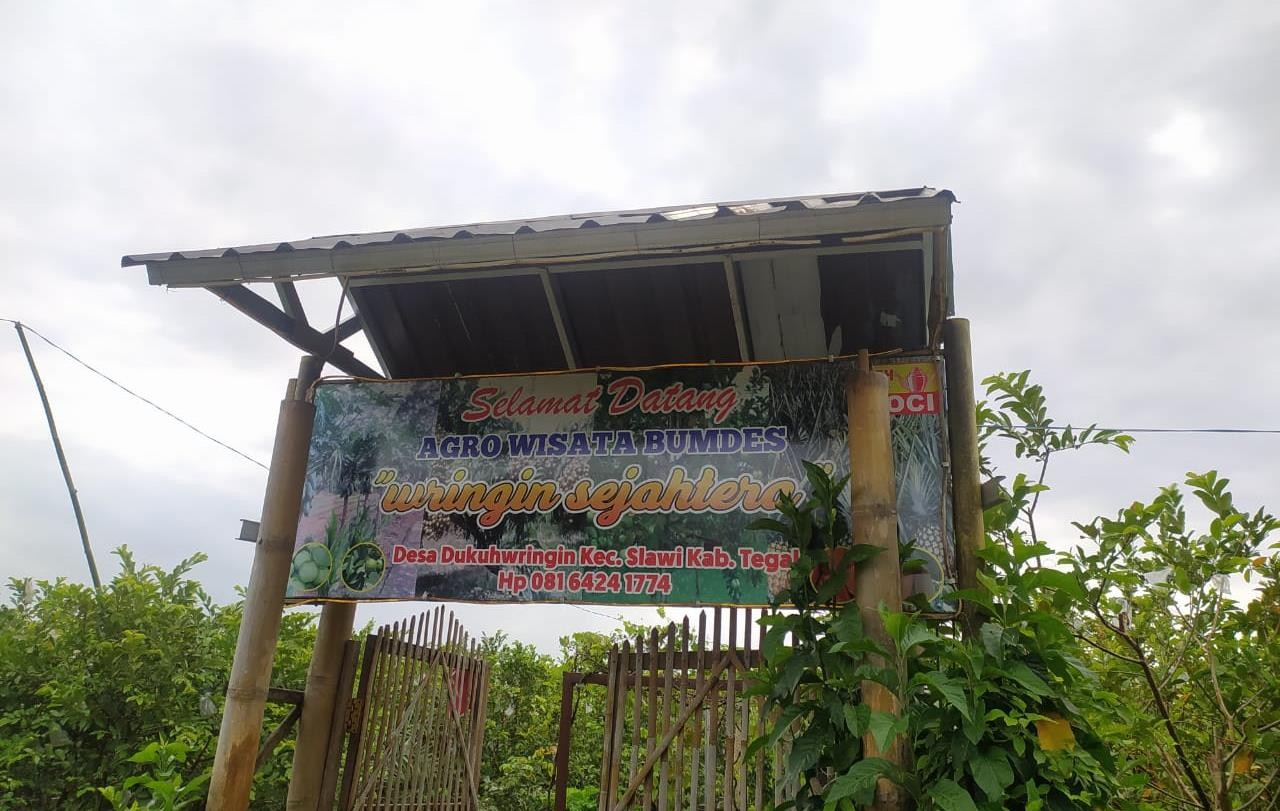 Selamat Datang
AGRO WISATA BUMDES
"wringin sejahtera"
Desa Dukuhwringin Kec. Slawi Kab. Tegal
Hp 081 6424 1774